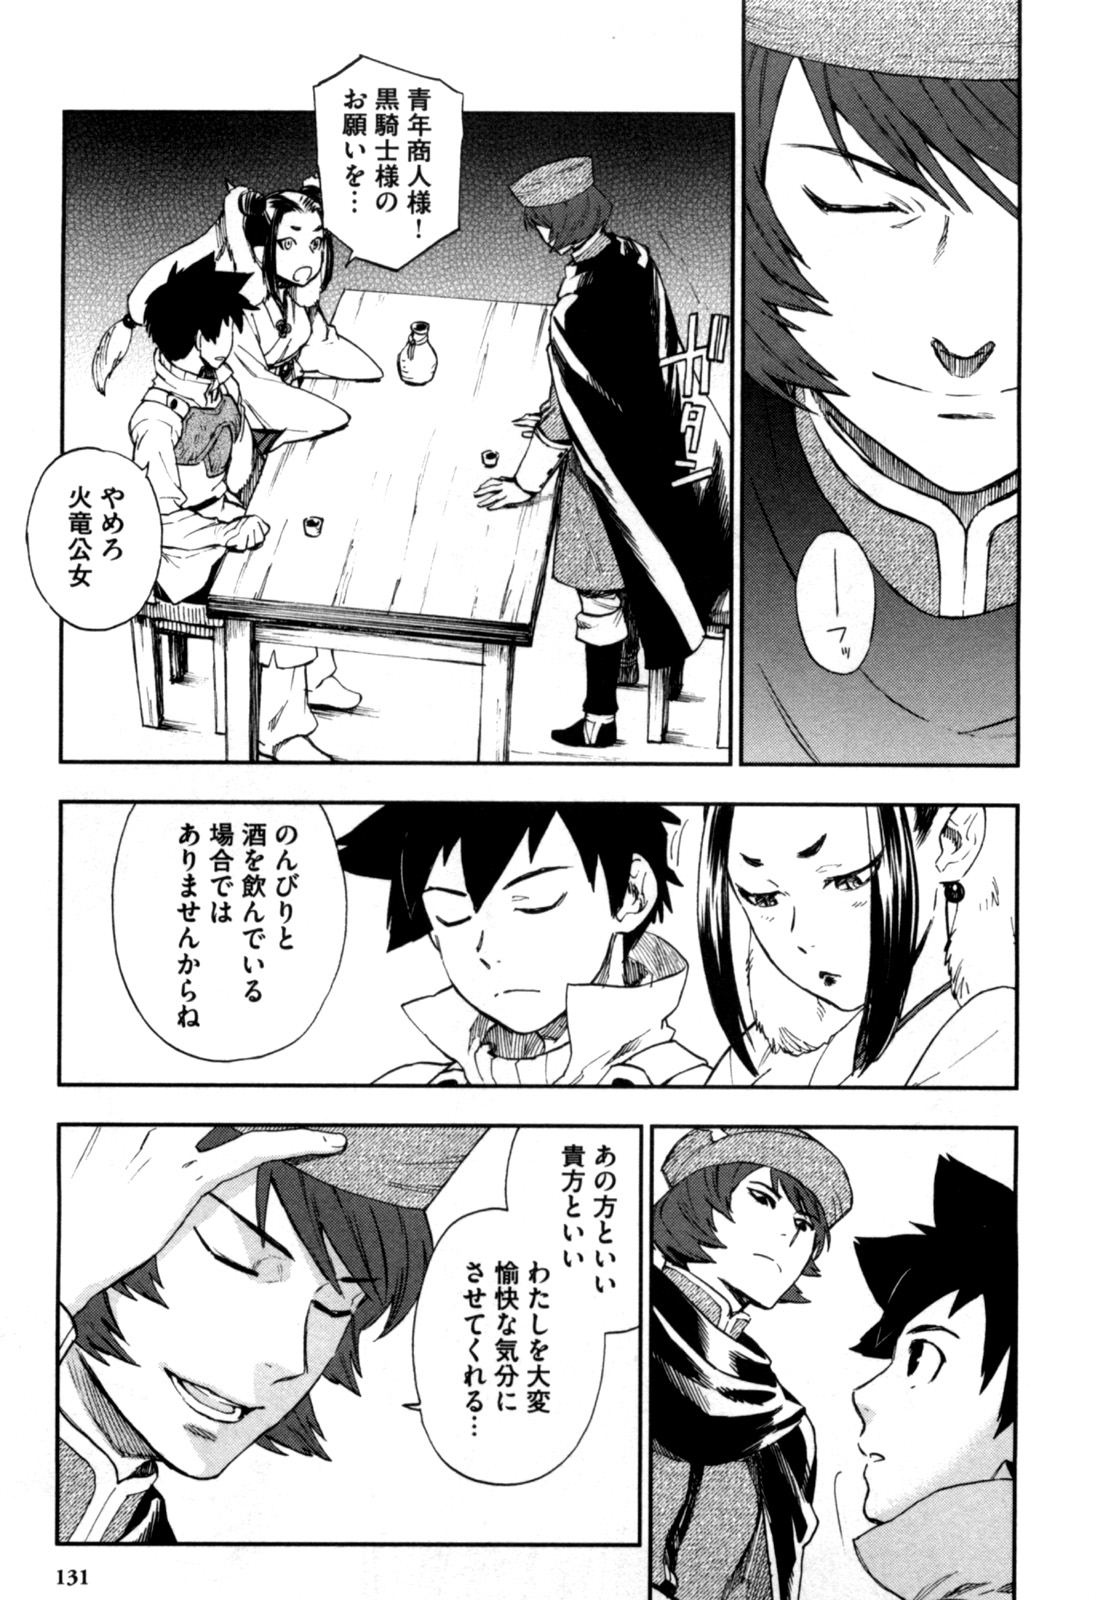 ――フッ
ガタン
青年商人様！
黒騎士様の
お願いを…
やめろ
火竜公女
のんびりと
酒を飲んでいる
場合では
ありませんからね
あの方といい
貴方といい
わたしを大変
愉快な気分に
させてくれる…
131